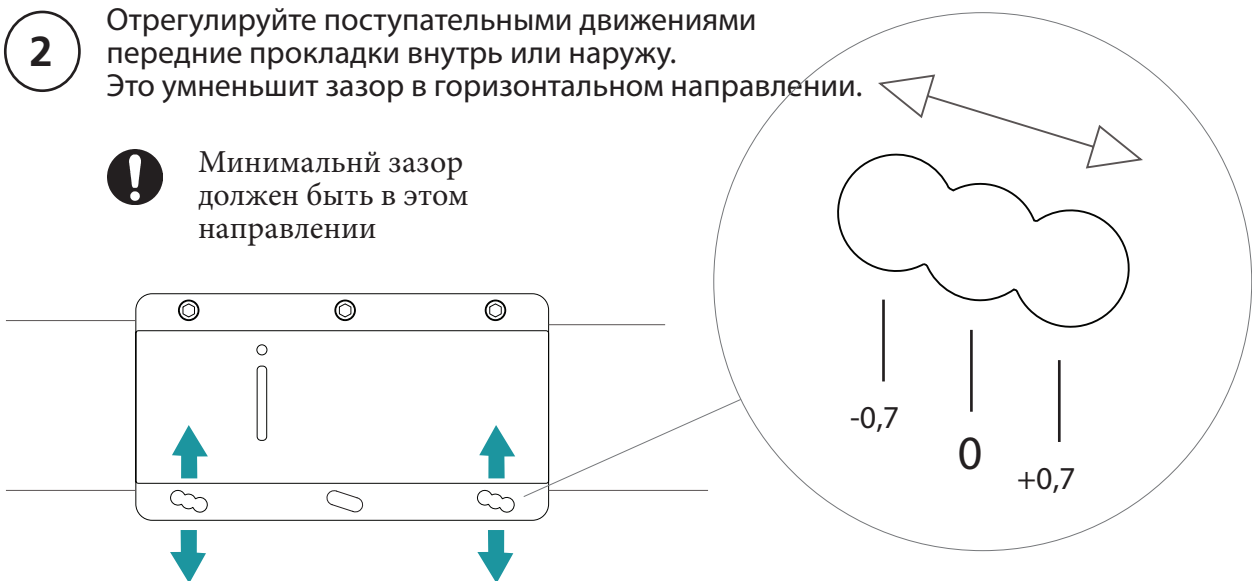 2
Отрегулируйте поступательными движениями
передние прокладки внутрь или наружу.
Это умненьшит зазор в горизонтальном направлении.
Минимальнй зазор
должен быть в этом
направлении
-0,7
0
+0,7